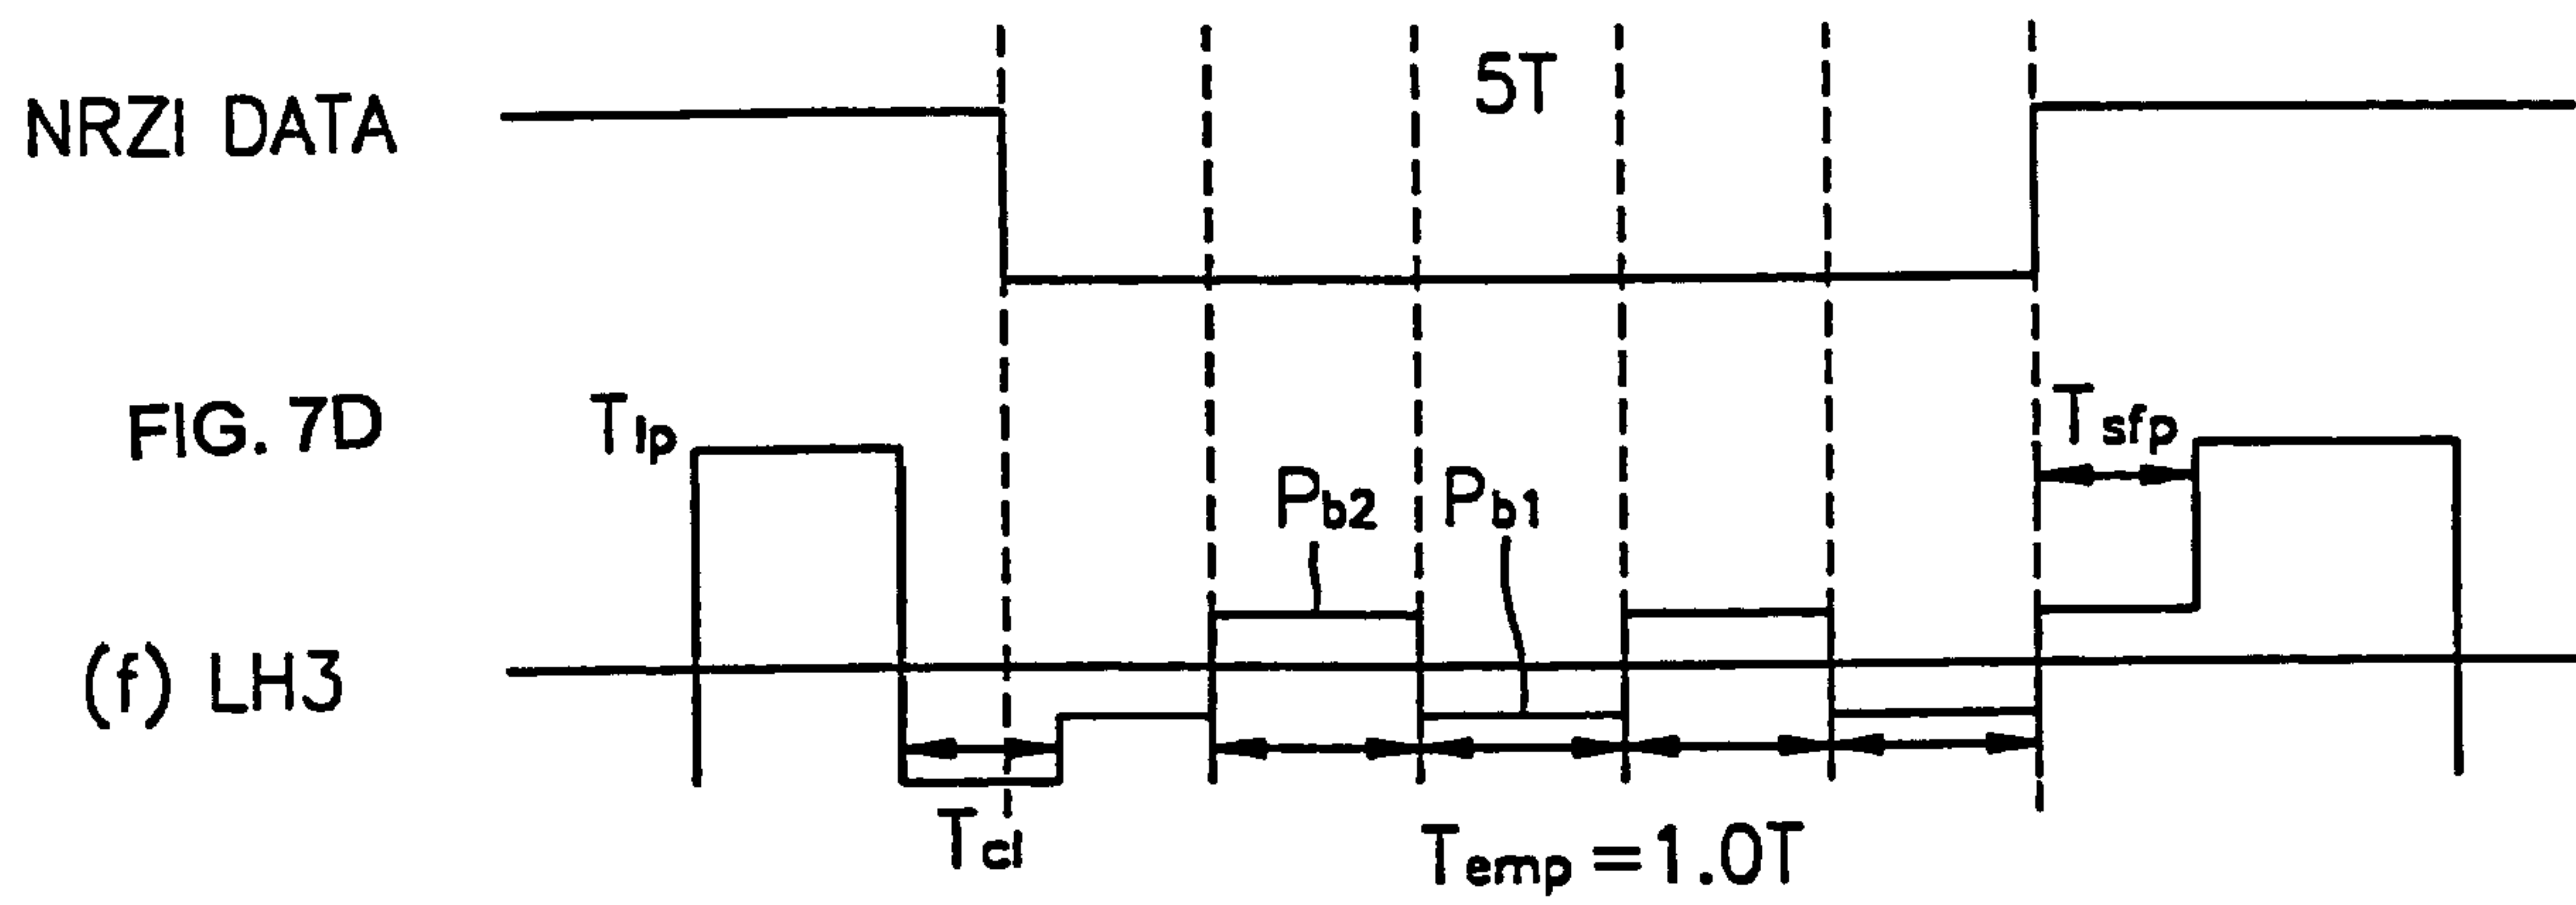 5T
NRZI DATA
FIG. 7D
Tlp
Tsfp
Pb2
Pb1
(f) LH3
Tcl
Temp = 1.0T